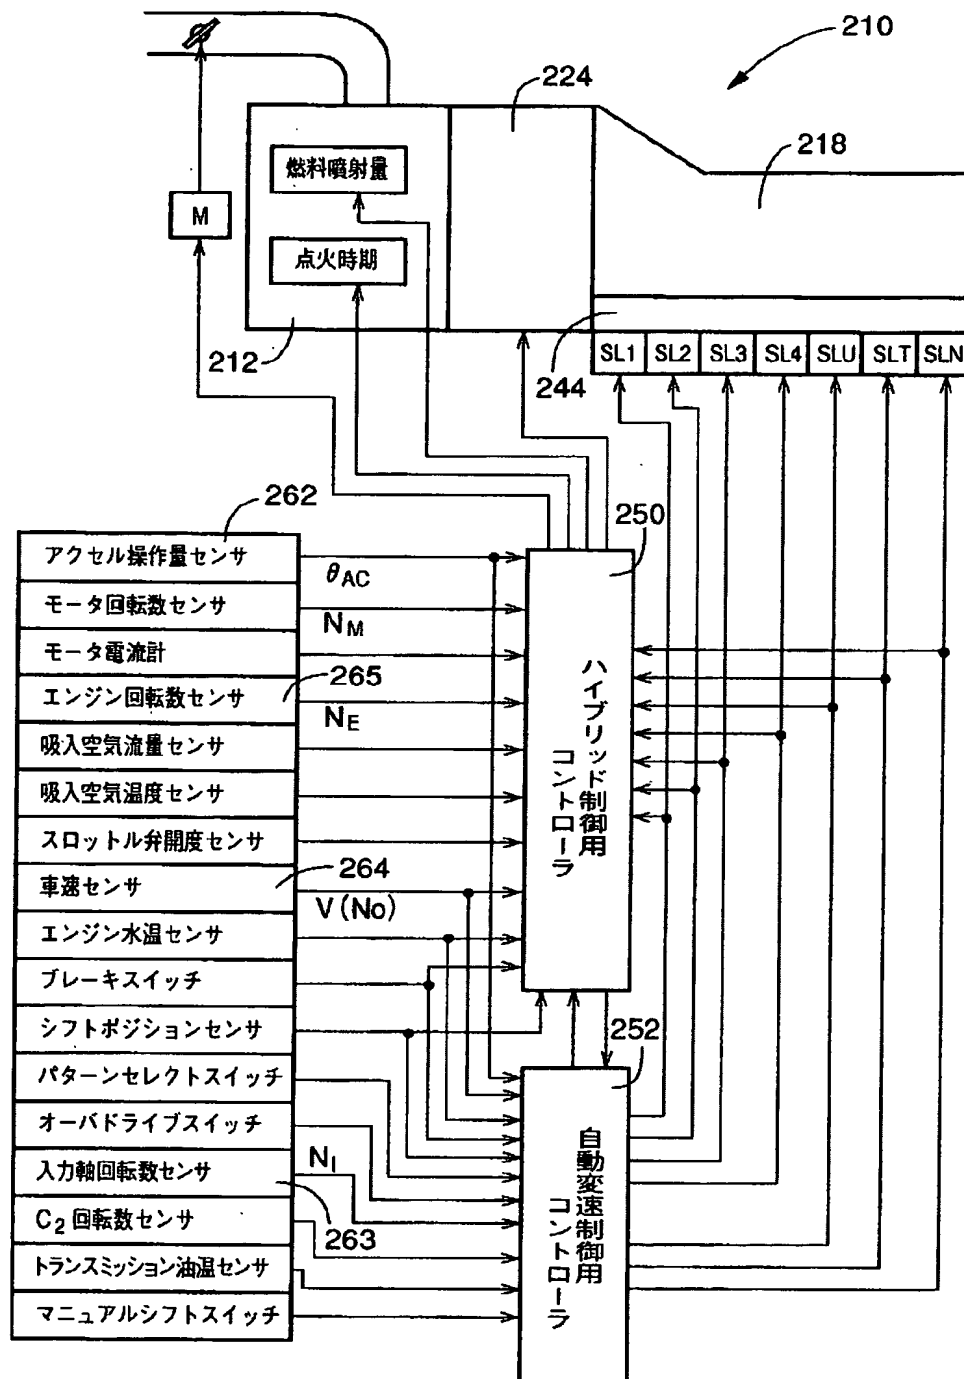 210
224
218
燃料噴射量
M
点火時期
212
244
SL1 SL2 SL3 SL4 SLU SLT SLN
262
250
アクセル操作量センサ
θAC
モータ回転数センサ
NM
モータ電流計
265
エンジン回転数センサ
NE
吸入空気流量センサ
吸入空気温度センサ
スロットル弁開度センサ
264
車速センサ
V(No)
エンジン水温センサ
ブレーキスイッチ
シフトポジションセンサ
パターンセレクトスイッチ
オーバドライブスイッチ
入力軸回転数センサ
NI
263
C2回転数センサ
トランスミッション油温センサ
マニュアルシフトスイッチ
ハイブリッド制御用
コントローラ
252
自動変速制御用
コントローラ